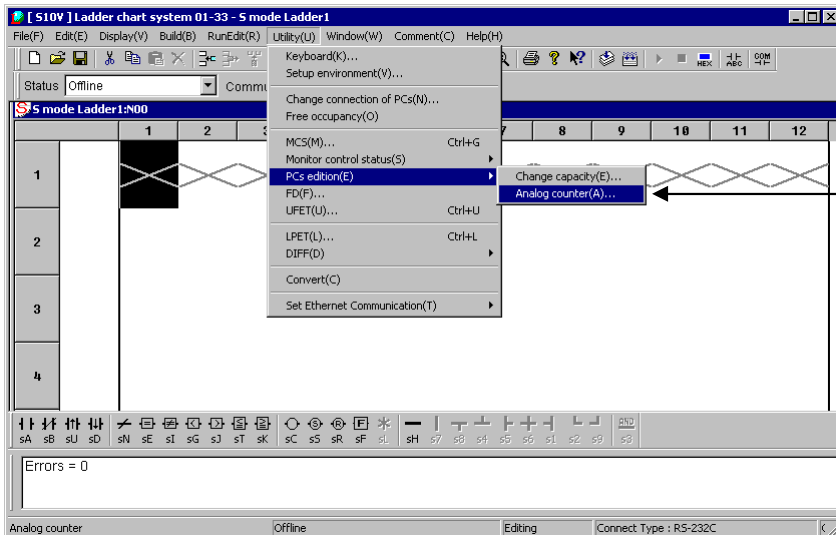 [ S10V ] Ladder chart system 01-33 - S mode Ladder1
File(F) Edit(E) Display(V) Build(B) RunEdit(R) Utility(U) Window(W) Comment(C) Help(H)
HEX ABC COM
Status Offline Commu
S mode Ladder1:N00
1 2 3 7 8 9 10 11 12
Keyboard(K)...
Setup environment(V)...
Change connection of PCs(N)...
Free occupancy(O)
MCS(M)... Ctrl+G
Monitor control status(S)
PCs edition(E)
Change capacity(E)...
Analog counter(A)...
FD(F)...
UFET(U)... Ctrl+U
LPET(L)... Ctrl+L
DIFF(D)
Convert(C)
Set Ethernet Communication(T)
1
2
3
4
sA sB sU sD sN sE sI sG sJ sT sK sC sS sR sF sL sH s7 s8 s4 s5 s6 s1 s2 s9 s3
Errors = 0
Analog counter Offline Editing Connect Type : RS-232C